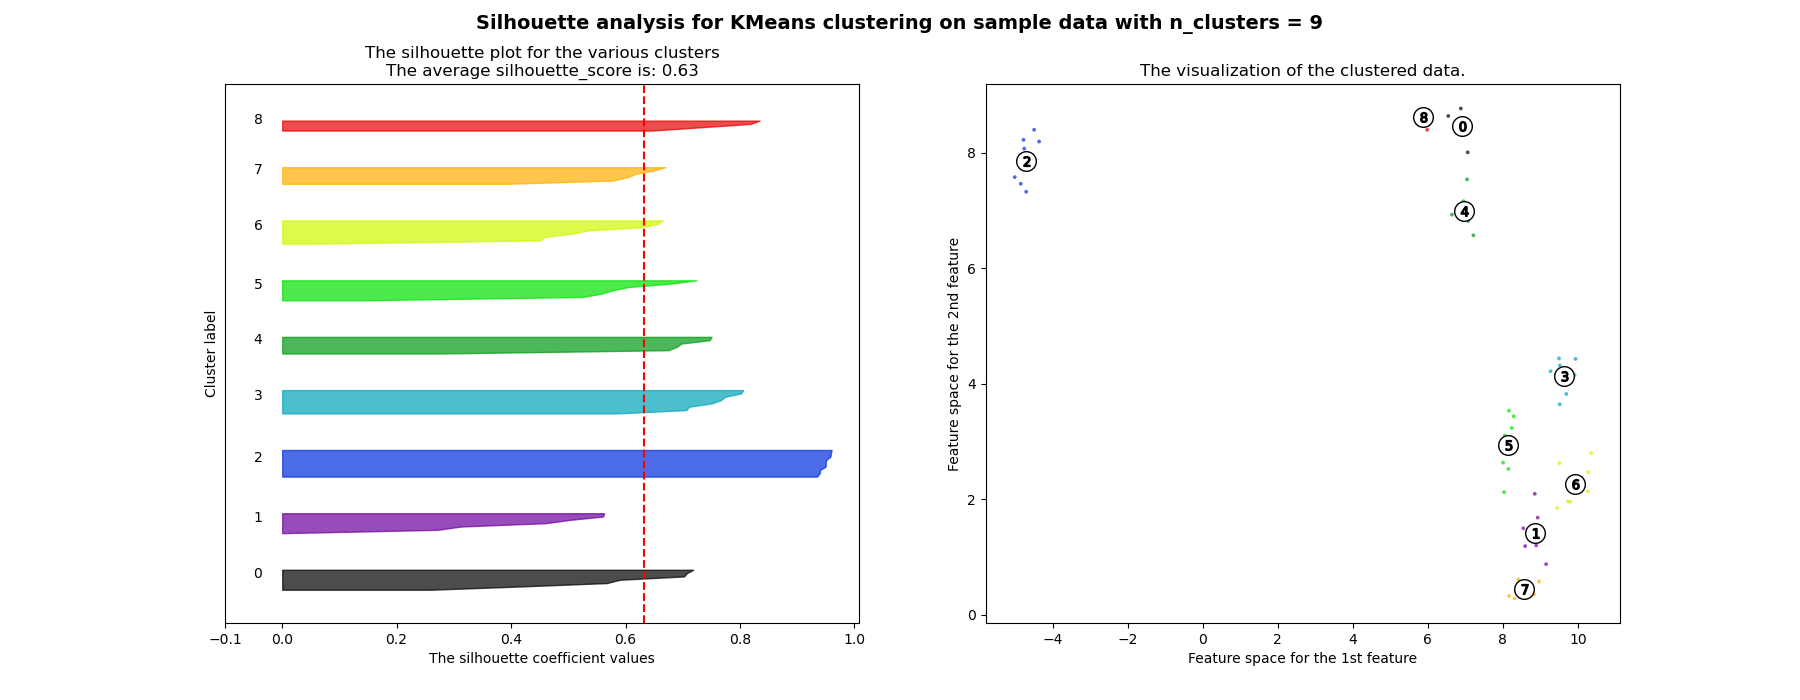 Silhouette analysis for KMeans clustering on sample data with n_clusters = 9
The silhouette plot for the various clusters
The average silhouette_score is: 0.63
8
7
6
5
4
3
2
1
0
Cluster label
−0.1 0.0 0.2 0.4 0.6 0.8 1.0
The silhouette coefficient values
The visualization of the clustered data.
8 0
2
4
3
5
6
1
7
8
6
4
2
0
Feature space for the 2nd feature
−4 −2 0 2 4 6 8 10
Feature space for the 1st feature